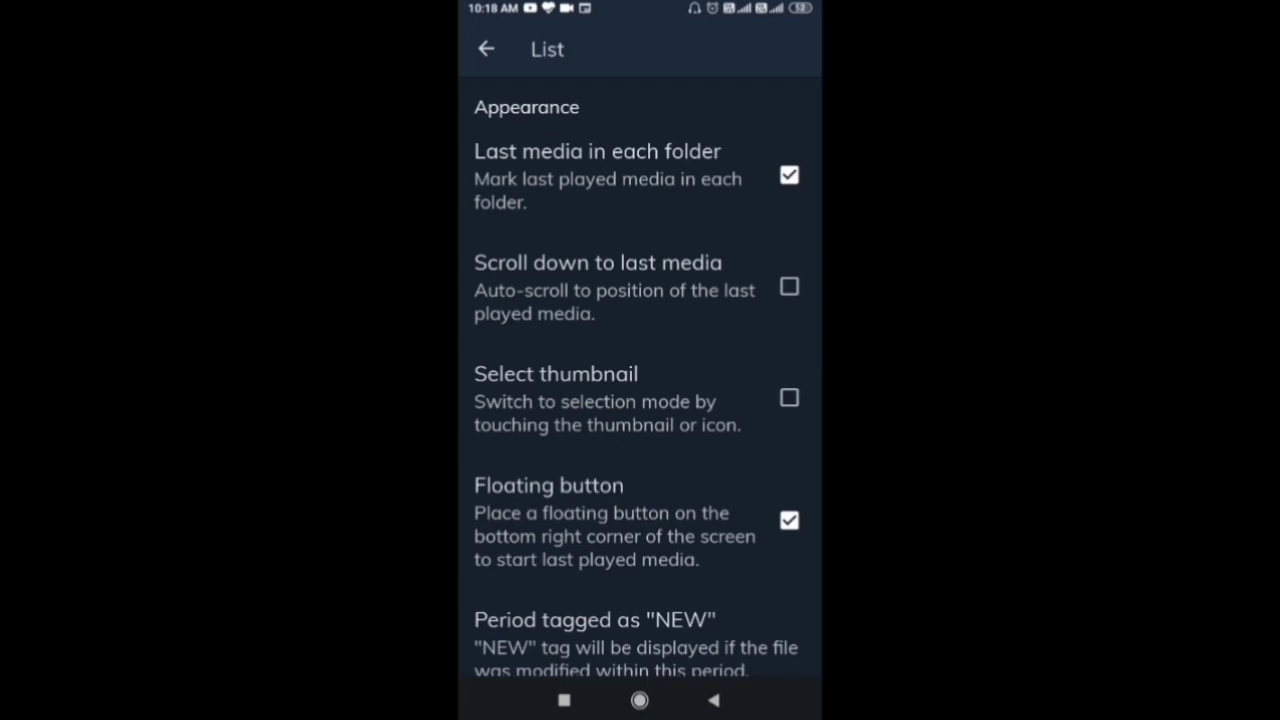 10:18 AM
52
List
Appearance
Last media in each folder
Mark last played media in each
folder.
Scroll down to last media
Auto-scroll to position of the last
played media.
Select thumbnail
Switch to selection mode by
touching the thumbnail or icon.
Floating button
Place a floating button on the
bottom right corner of the screen
to start last played media.
Period tagged as "NEW"
"NEW" tag will be displayed if the file
was modified within this period.